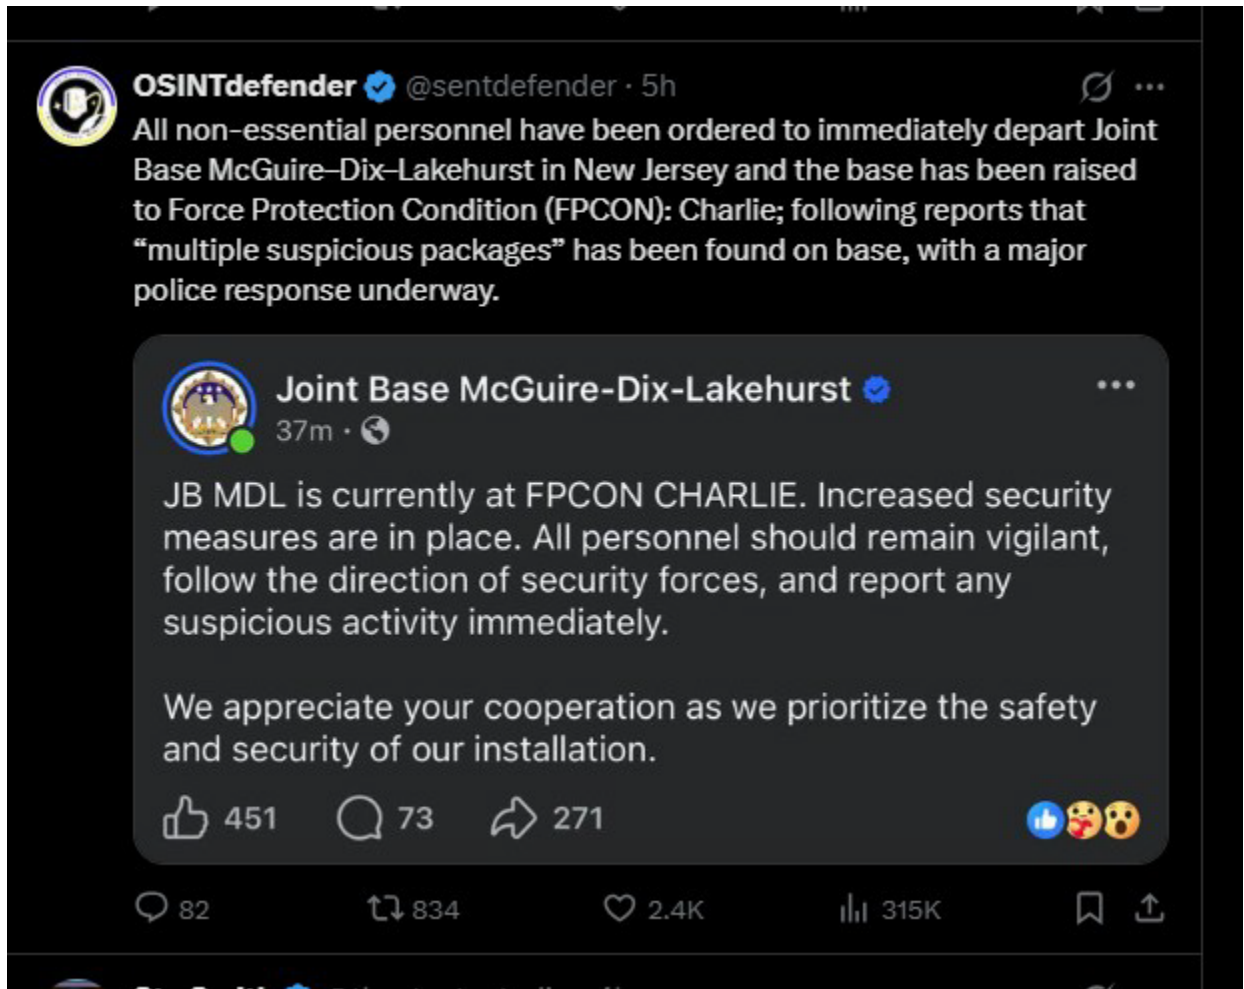 OSINTdefender @sentdefender · 5h
All non-essential personnel have been ordered to immediately depart Joint
Base McGuire–Dix–Lakehurst in New Jersey and the base has been raised
to Force Protection Condition (FPCON): Charlie; following reports that
“multiple suspicious packages” has been found on base, with a major
police response underway.
Joint Base McGuire-Dix-Lakehurst
37m ·
JB MDL is currently at FPCON CHARLIE. Increased security
measures are in place. All personnel should remain vigilant,
follow the direction of security forces, and report any
suspicious activity immediately.
We appreciate your cooperation as we prioritize the safety
and security of our installation.
451 73 271
82 834 2.4K 315K